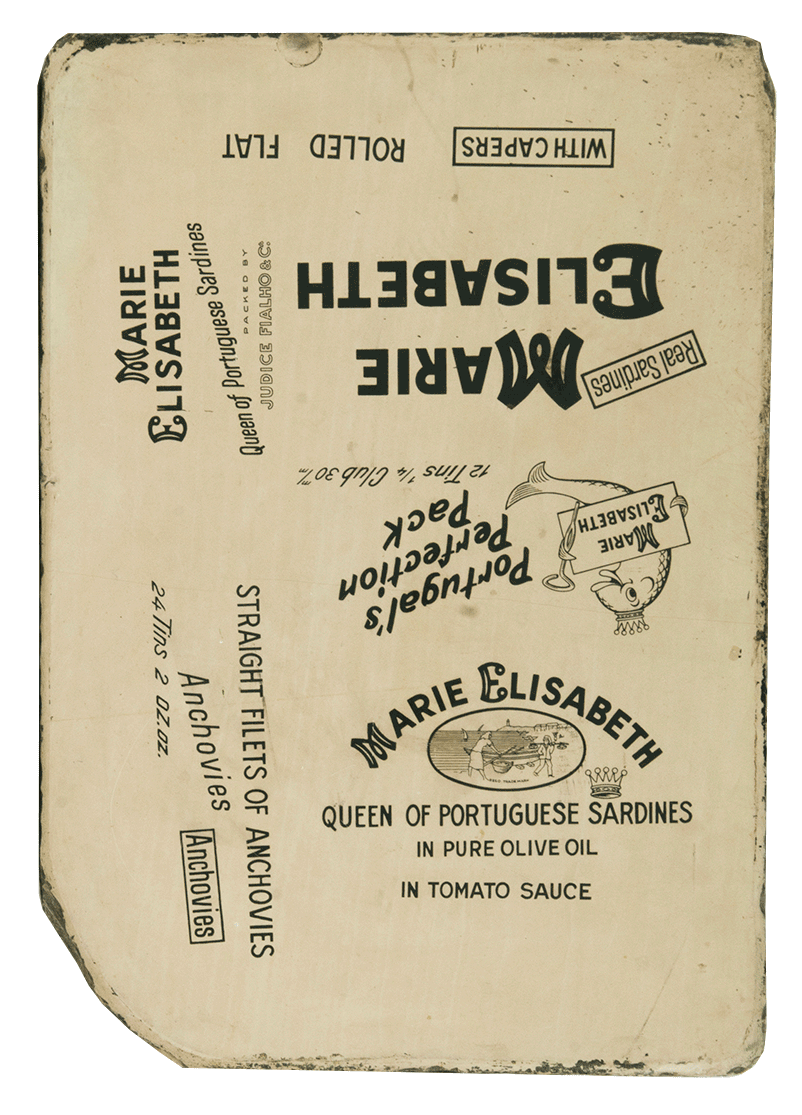 WITH CAPERS
ROLLED FLAT
MARIE
ELISABETH
Real Sardines
MARIE
ELISABETH
Queen of Portuguese Sardines
PACKED BY
JUDICE FIALHO & Cº
12 Tins ¼ Club 30 m/m
Portugal's
Perfection
Pack
MARIE
ELISABETH
24 Tins 2 OZ oz.
Anchovies
Anchovies
STRAIGHT FILETS OF ANCHOVIES
MARIE ELISABETH
QUEEN OF PORTUGUESE SARDINES
IN PURE OLIVE OIL
IN TOMATO SAUCE